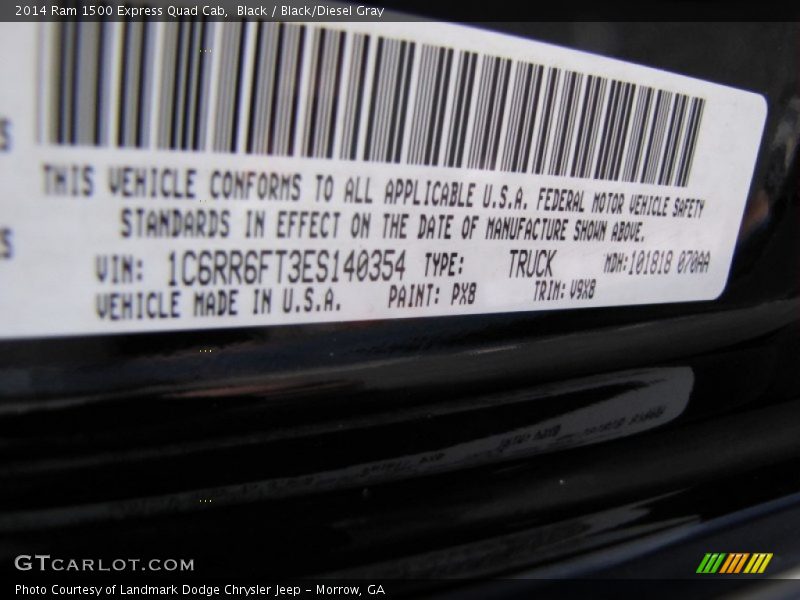 2014 Ram 1500 Express Quad Cab, Black / Black/Diesel Gray
S
THIS VEHICLE CONFORMS TO ALL APPLICABLE U.S.A. FEDERAL MOTOR VEHICLE SAFETY
S
STANDARDS IN EFFECT ON THE DATE OF MANUFACTURE SHOWN ABOVE.
VIN: 1C6RR6FT3ES140354 TYPE: TRUCK MDH:101818 070AA
VEHICLE MADE IN U.S.A. PAINT: PX8 TRIM: V9X8
GTCARLOT.COM
Photo Courtesy of Landmark Dodge Chrysler Jeep - Morrow, GA